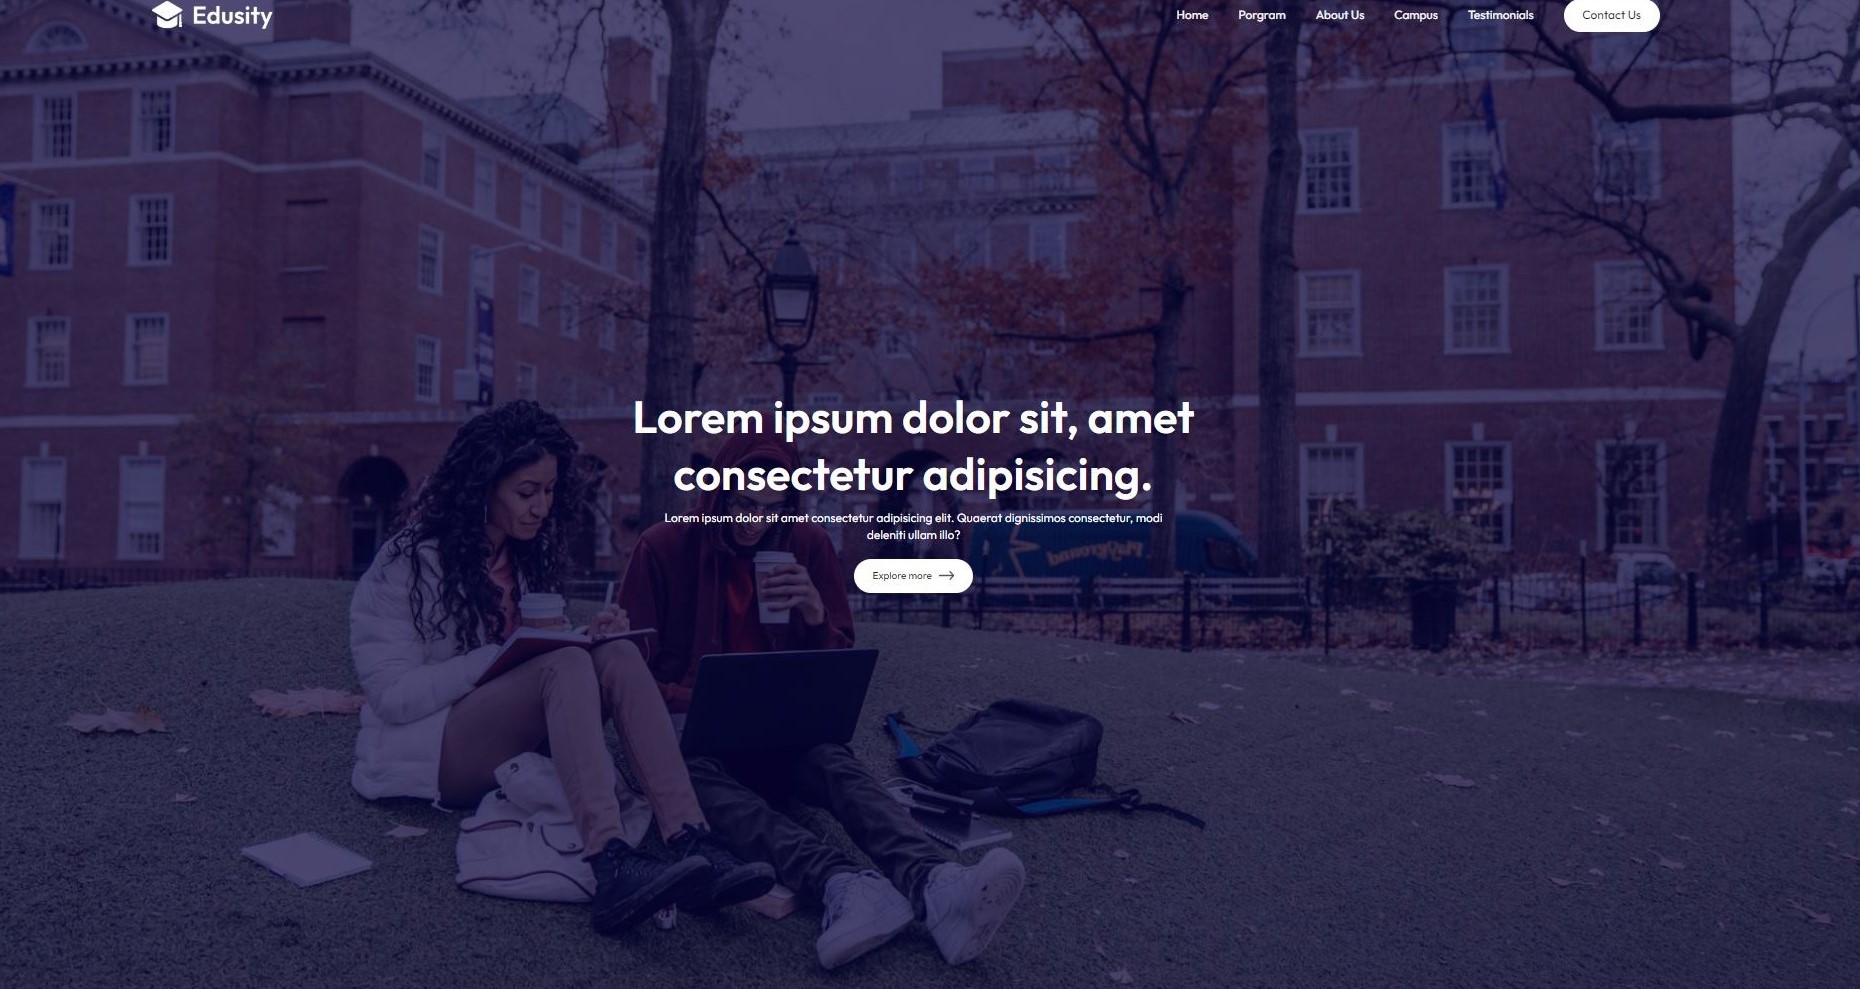 Edusity
Home
Porgram
About Us
Campus
Testimonials
Contact Us
Lorem ipsum dolor sit, amet
consectetur adipisicing.
Lorem ipsum dolor sit amet consectetur adipisicing elit. Quaerat dignissimos consectetur, modi
deleniti ullam illo?
Explore more